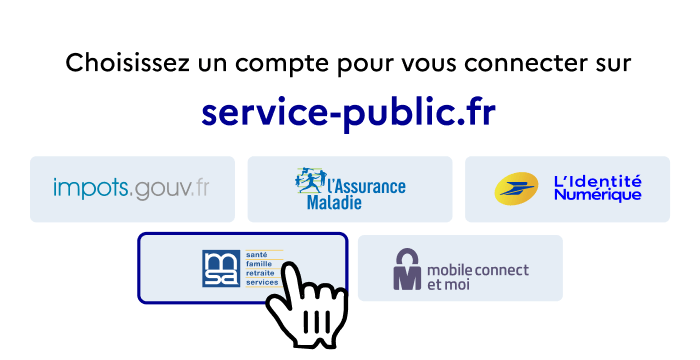 Choisissez un compte pour vous connecter sur
service-public.fr
impots.gouv.fr
l'Assurance
Maladie
L'Identité
Numérique
msa
santé
famille
retraite
services
mobile connect
et moi